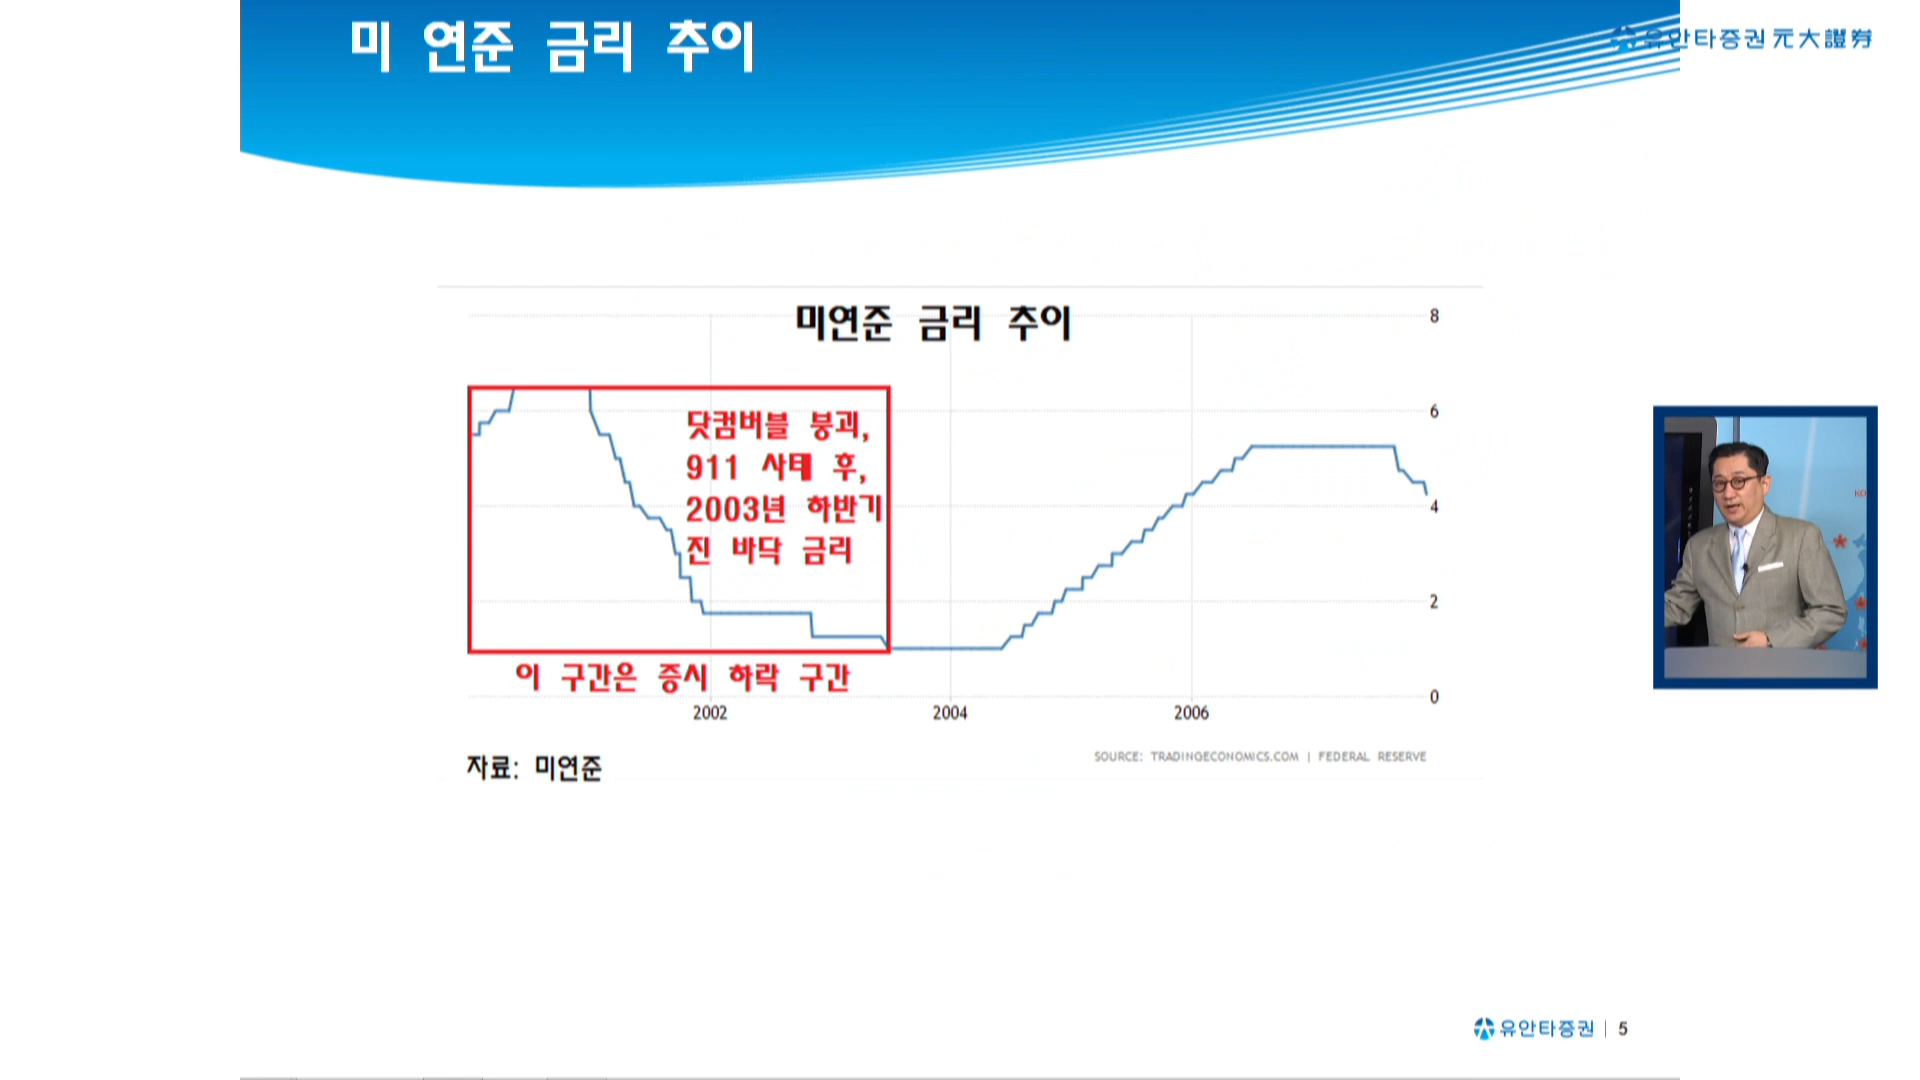 미 연준 금리 추이
유안타증권 元大證券
미연준 금리 추이
8
6
4
2
0
닷컴버블 붕괴,
911 사태 후,
2003년 하반기
진 바닥 금리
이 구간은 증시 하락 구간
2002 2004 2006
자료: 미연준
SOURCE: TRADINGECONOMICS.COM | FEDERAL RESERVE
KO
유안타증권 | 5